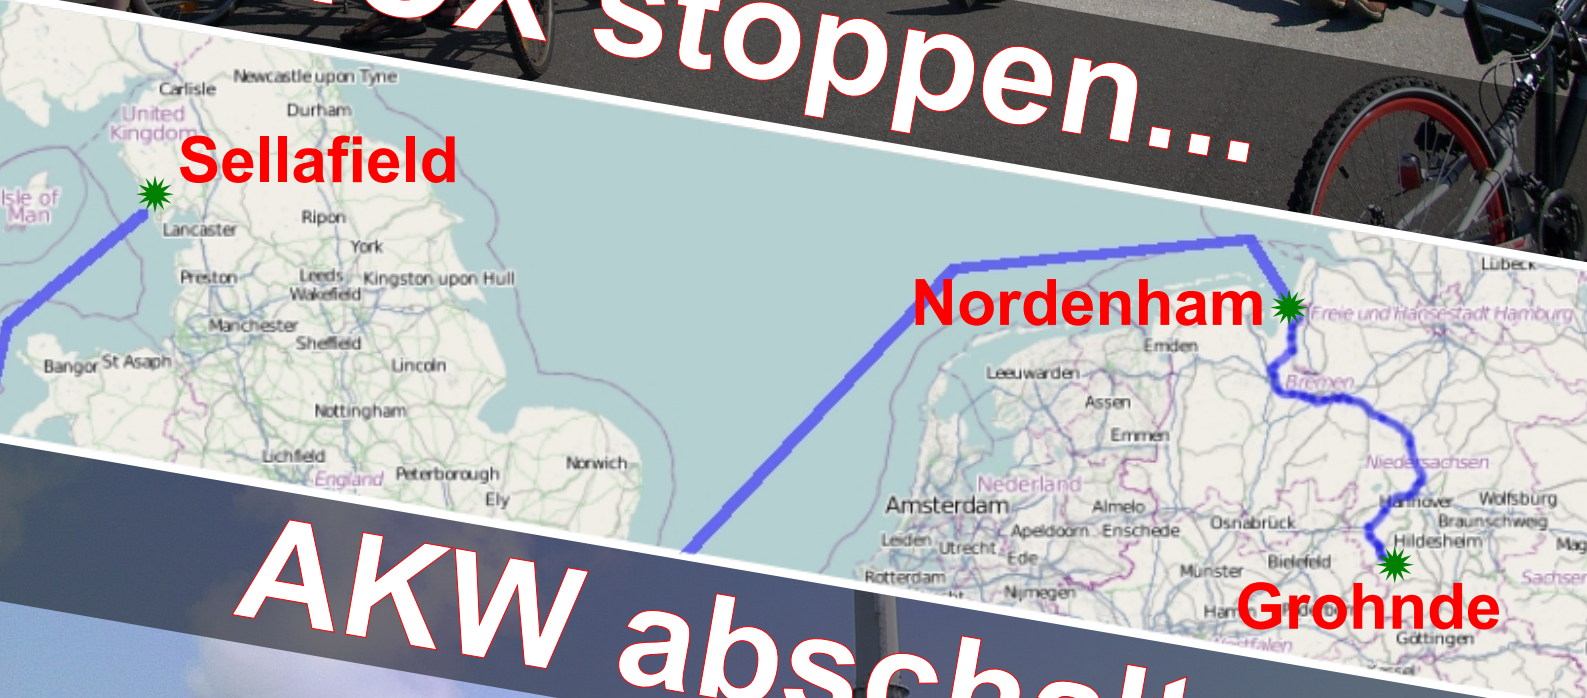 stoppen...
Newcastle upon Tyne
Carlisle
Durham
United
Kingdom
Sellafield
Isle of
Man
Ripon
Lancaster
York
Preston
Leeds
Kingston upon Hull
Wakefield
Manchester
Sheffield
Bangor
St Asaph
Lincoln
Nottingham
Lichfield
England
Peterborough
Norwich
Ely
Lübeck
Nordenham
Freie und Hansestadt Hamburg
Emden
Leeuwarden
Bremen
Assen
Emmen
Niedersachsen
Nederland
Hannover
Wolfsburg
Amsterdam
Almelo
Osnabrück
Braunschweig
Leiden
Apeldoorn
Enschede
Hildesheim
Utrecht
Ede
Bielefeld
Münster
Rotterdam
Nijmegen
Grohnde
Göttingen
AKW